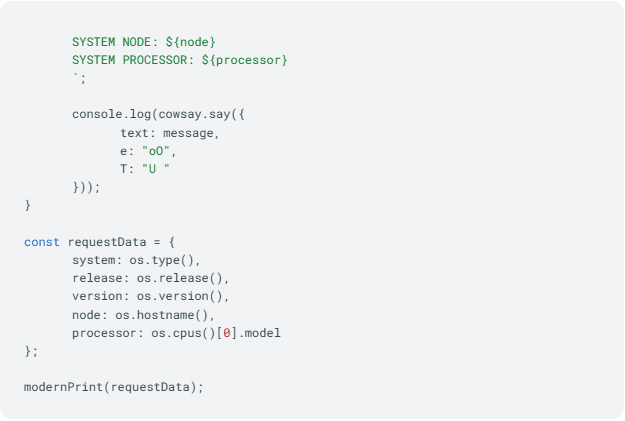 SYSTEM NODE: ${node}
SYSTEM PROCESSOR: ${processor}
`;
console.log(cowsay.say({
text: message,
e: "oO",
T: "U "
}));
}
const requestData = {
system: os.type(),
release: os.release(),
version: os.version(),
node: os.hostname(),
processor: os.cpus()[0].model
};
modernPrint(requestData);